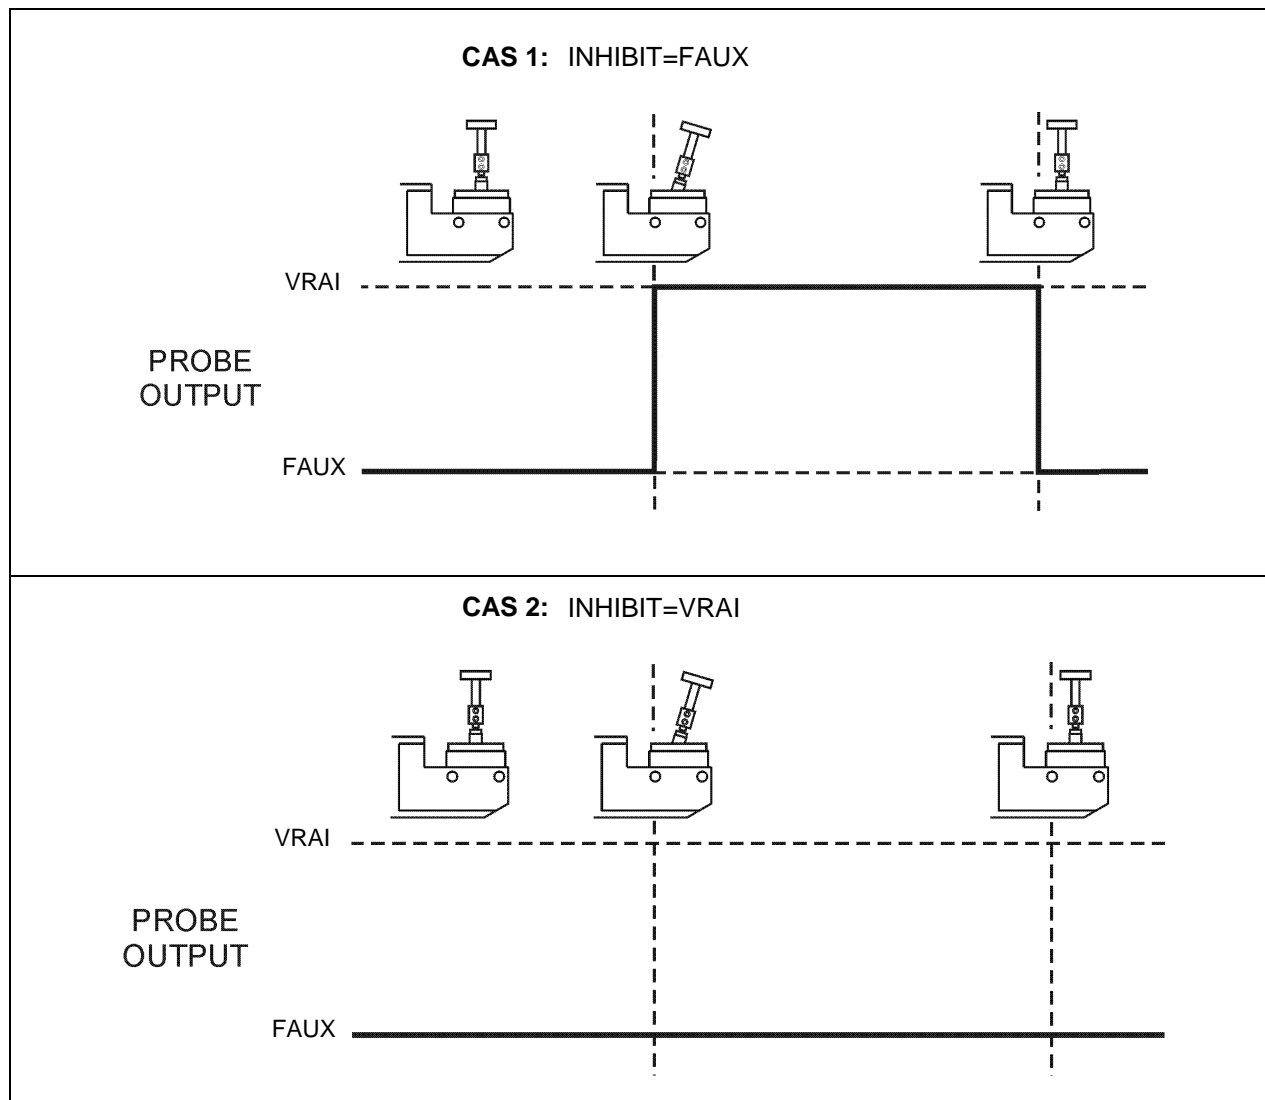 CAS 1: INHIBIT=FAUX
VRAI
PROBE
OUTPUT
FAUX
CAS 2: INHIBIT=VRAI
VRAI
PROBE
OUTPUT
FAUX